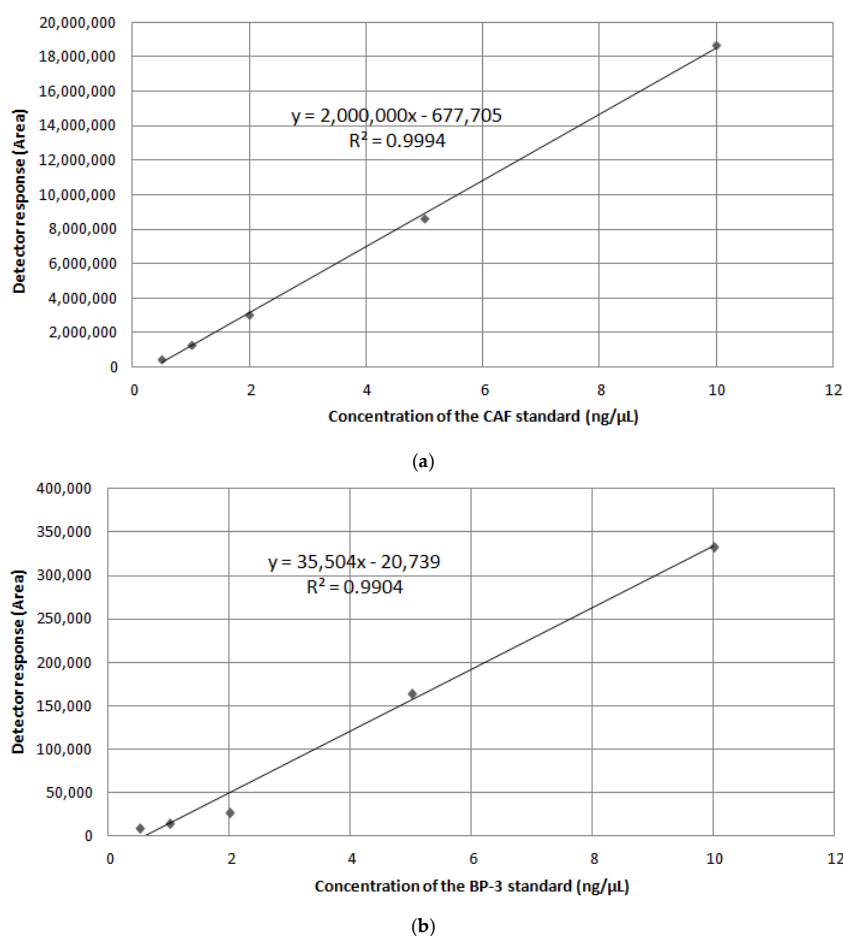 20,000,000
18,000,000
16,000,000
14,000,000
12,000,000
10,000,000
8,000,000
6,000,000
4,000,000
2,000,000
0
Detector response (Area)
y = 2,000,000x - 677,705
R² = 0.9994
0 2 4 6 8 10 12
Concentration of the CAF standard (ng/µL)
(a)
400,000
350,000
300,000
250,000
200,000
150,000
100,000
50,000
0
Detector response (Area)
y = 35,504x - 20,739
R² = 0.9904
0 2 4 6 8 10 12
Concentration of the BP-3 standard (ng/µL)
(b)